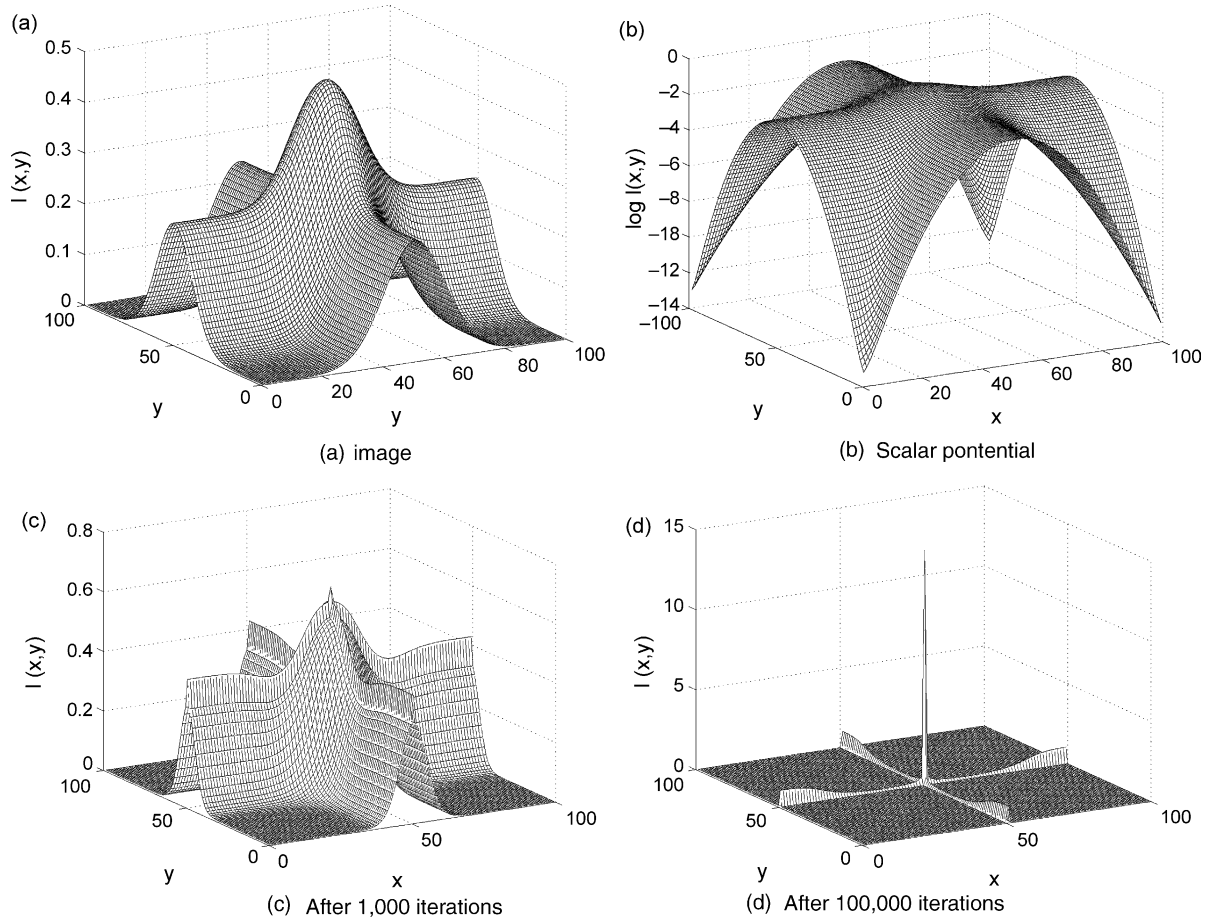 (a)
0.5
0.4
0.3
0.2
0.1
0
I (x,y)
100
50
0
y
0
20
40
60
80
100
y
(a) image
(b)
0
−2
−4
−6
−8
−18
−12
−14
log I(x,y)
−100
50
0
y
0
20
40
60
80
100
x
(b) Scalar pontential
(c)
0.8
0.6
0.4
0.2
0
I (x,y)
100
50
0
y
0
50
100
x
(c) After 1,000 iterations
(d)
15
10
5
0
I (x,y)
100
50
0
y
0
50
100
x
(d) After 100,000 iterations